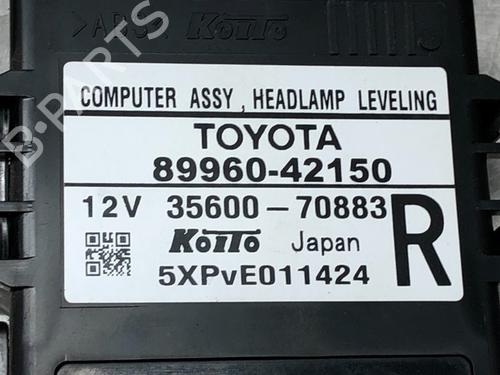 >ABS< KOITO
COMPUTER ASSY , HEADLAMP LEVELING
TOYOTA
89960-42150
12V 35600-70883
KOITO Japan R
5XPvE011424
B-PARTS